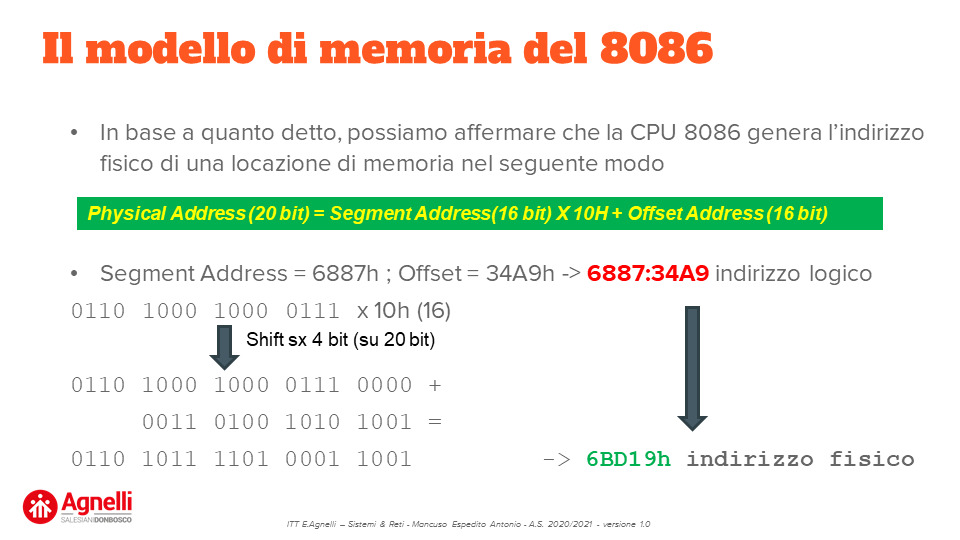 Il modello di memoria del 8086
• In base a quanto detto, possiamo affermare che la CPU 8086 genera l'indirizzo
fisico di una locazione di memoria nel seguente modo
Physical Address (20 bit) = Segment Address(16 bit) X 10H + Offset Address (16 bit)
• Segment Address = 6887h ; Offset = 34A9h -> 6887:34A9 indirizzo logico
0110 1000 1000 0111 x 10h (16)
Shift sx 4 bit (su 20 bit)
0110 1000 1000 0111 0000 +
0011 0100 1010 1001 =
0110 1011 1101 0001 1001 -> 6BD19h indirizzo fisico
Agnelli
SALESIANI DONBOSCO
ITT E.Agnelli – Sistemi & Reti - Mancuso Espedito Antonio - A.S. 2020/2021 - versione 1.0